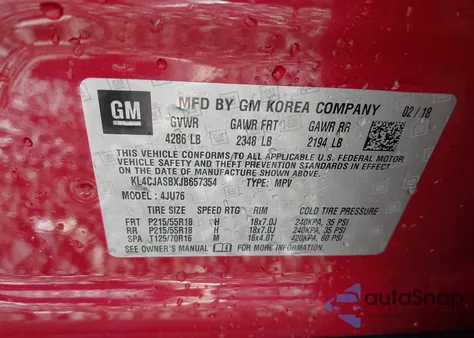 GM
MFD BY GM KOREA COMPANY 02/18
GVWR GAWR FRT GAWR RR
4286 LB 2348 LB 2194 LB
THIS VEHICLE CONFORMS TO ALL APPLICABLE U.S. FEDERAL MOTOR
VEHICLE SAFETY AND THEFT PREVENTION STANDARDS IN EFFECT ON THE
DATE OF MANUFACTURE SHOWN ABOVE.
KL4CJASBXJB657354 TYPE: MPV
MODEL: 4JU76
TIRE SIZE SPEED RTG RIM COLD TIRE PRESSURE
FRT P215/55R18 H 18x7.0J 240KPA, 35 PSI
RR P215/55R18 H 18x7.0J 240KPA, 35 PSI
SPA T125/70R16 M 16x4.0T 420KPA, 60 PSI
SEE OWNER'S MANUAL FOR MORE INFORMATION.
autoSnap